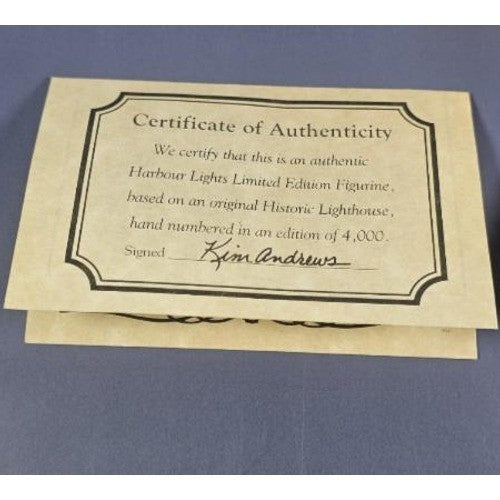 Certificate of Authenticity
We certify that this is an authentic
Harbour Lights Limited Edition Figurine,
based on an original Historic Lighthouse,
hand numbered in an edition of 4,000.
Signed Kim Andrews